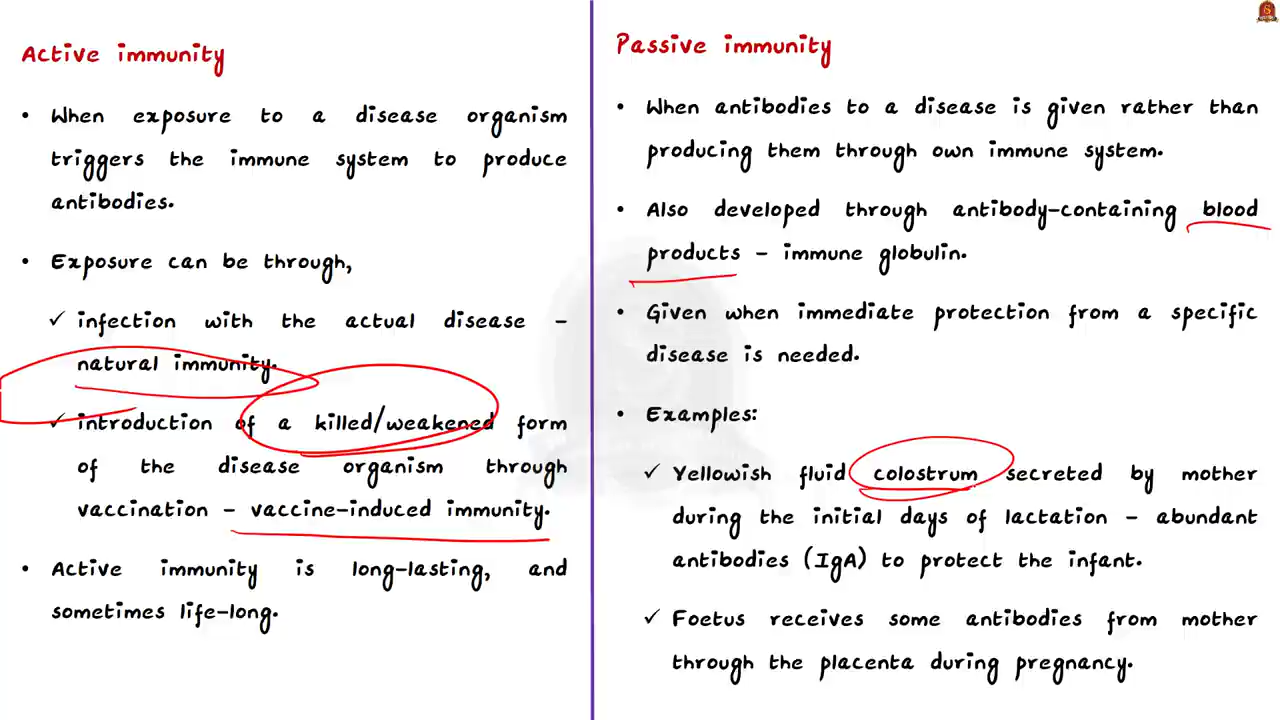 Active immunity
• When exposure to a disease organism
triggers the immune system to produce
antibodies.
• Exposure can be through,
✓ infection with the actual disease –
natural immunity.
✓ introduction of a killed/weakened form
of the disease organism through
vaccination – vaccine-induced immunity.
• Active immunity is long-lasting, and
sometimes life-long.
Passive immunity
• When antibodies to a disease is given rather than
producing them through own immune system.
• Also developed through antibody-containing blood
products – immune globulin.
• Given when immediate protection from a specific
disease is needed.
• Examples:
✓ Yellowish fluid colostrum secreted by mother
during the initial days of lactation – abundant
antibodies (IgA) to protect the infant.
✓ Foetus receives some antibodies from mother
through the placenta during pregnancy.